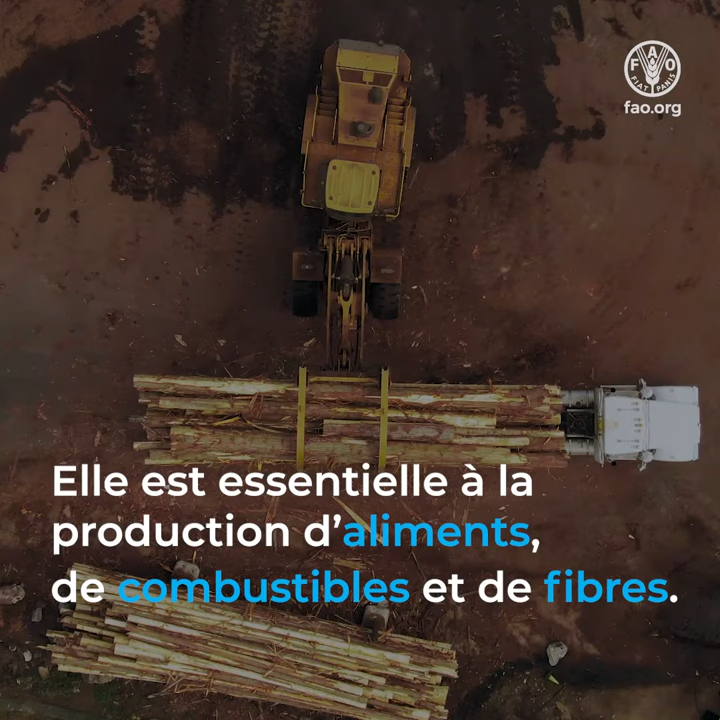 FAO
FIAT PANIS
fao.org
Elle est essentielle à la
production d’aliments,
de combustibles et de fibres.